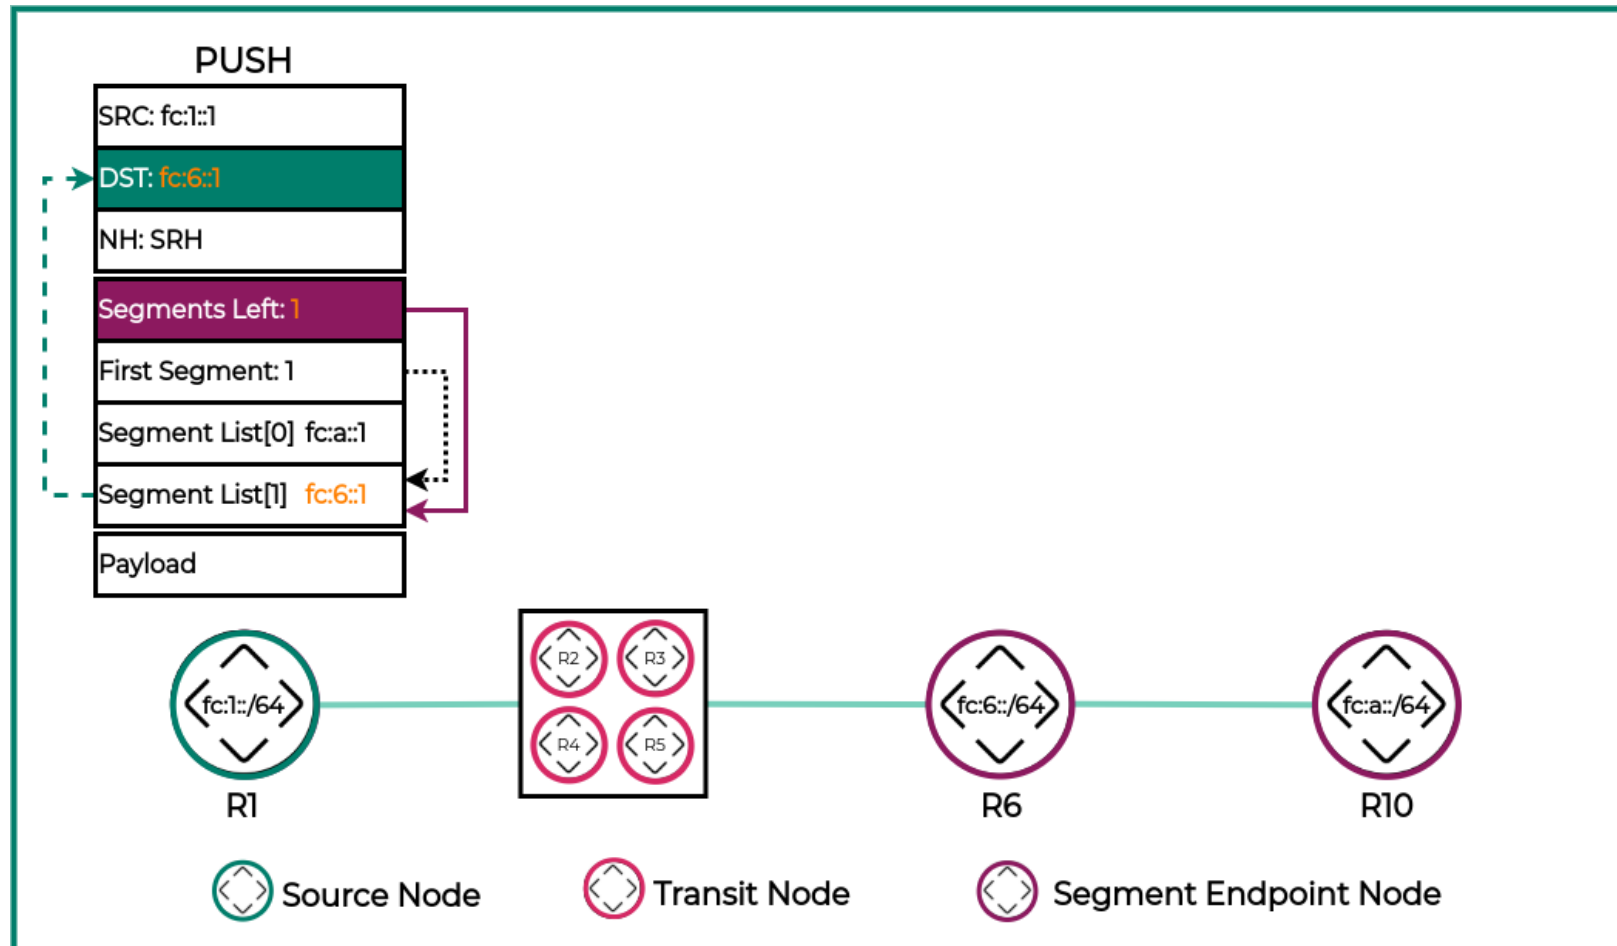 PUSH
SRC: fc:1::1
DST: fc:6::1
NH: SRH
Segments Left: 1
First Segment: 1
Segment List[0] fc:a::1
Segment List[1] fc:6::1
Payload
R2 R3
fc:1::/64 fc:6::/64 fc:a::/64
R4 R5
R1 R6 R10
Source Node Transit Node Segment Endpoint Node